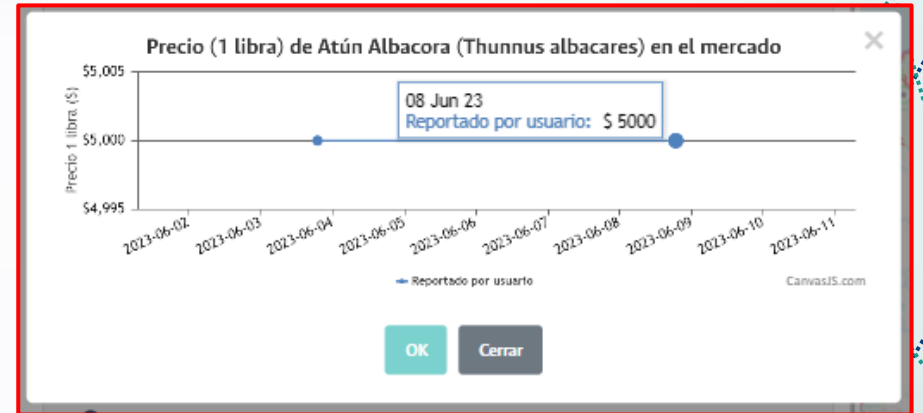 Precio (1 libra) de Atún Albacora (Thunnus albacares) en el mercado
×
$5,005
$5,000
$4,995
Precio 1 libra ($)
08 Jun 23
Reportado por usuario: $ 5000
2023-06-02
2023-06-03
2023-06-04
2023-06-05
2023-06-06
2023-06-07
2023-06-08
2023-06-09
2023-06-10
2023-06-11
Reportado por usuario
CanvasJS.com
OK
Cerrar